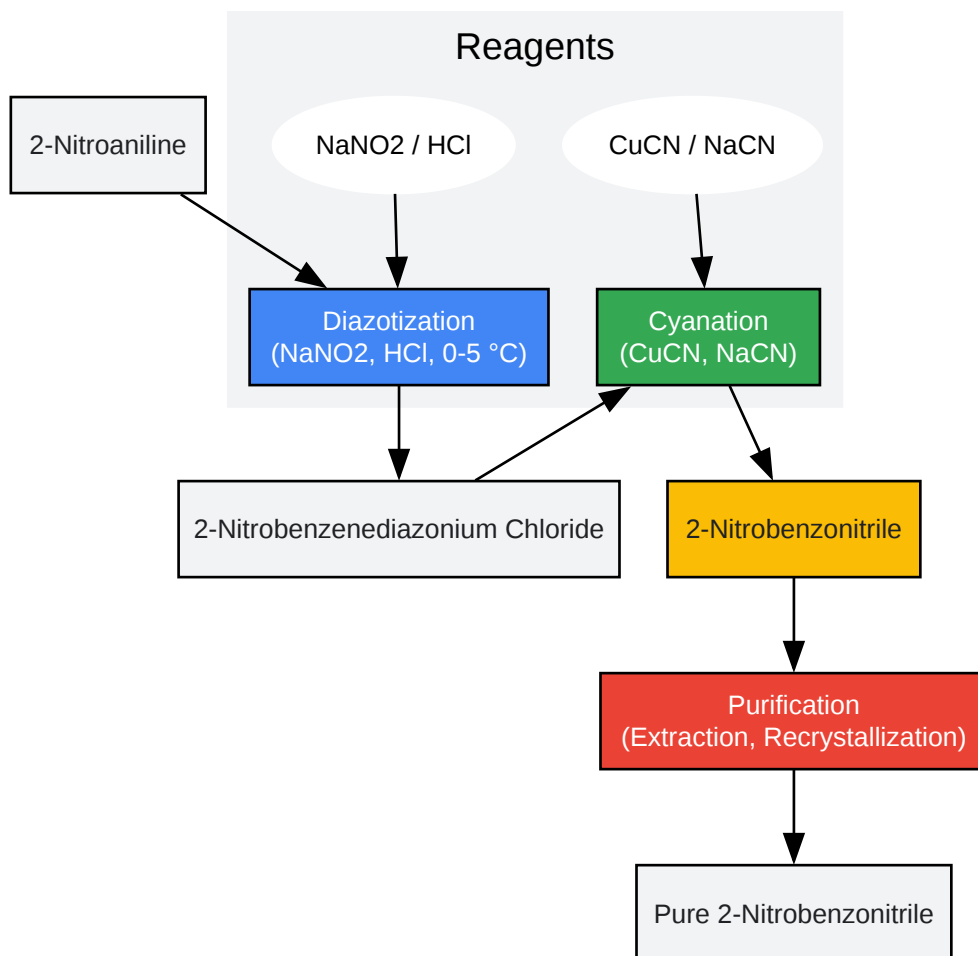 Reagents
2-Nitroaniline
NaNO2 / HCl
CuCN / NaCN
Diazotization
(NaNO2, HCl, 0-5 °C)
Cyanation
(CuCN, NaCN)
2-Nitrobenzenediazonium Chloride
2-Nitrobenzonitrile
Purification
(Extraction, Recrystallization)
Pure 2-Nitrobenzonitrile